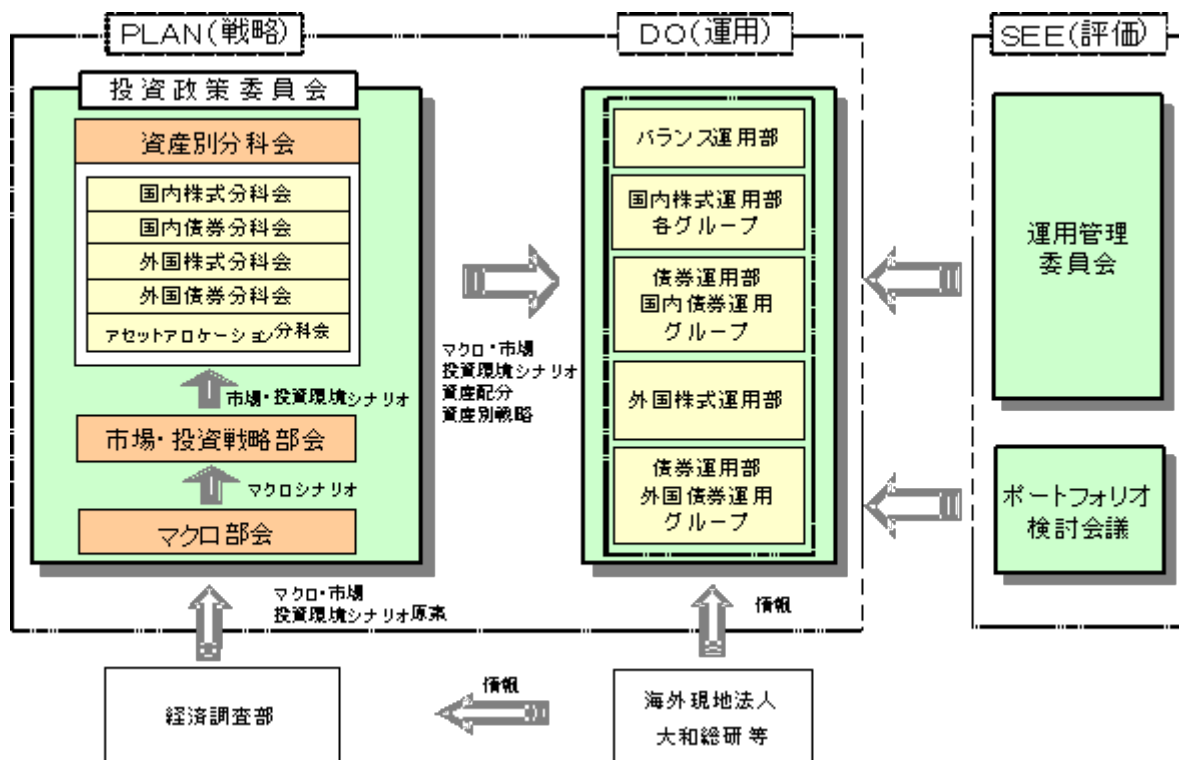 PLAN(戦略)
DO(運用)
SEE(評価)
投資政策委員会
資産別分科会
国内株式分科会
国内債券分科会
外国株式分科会
外国債券分科会
アセットアロケーション分科会
市場・投資環境シナリオ
市場・投資戦略部会
マクロシナリオ
マクロ部会
マクロ・市場
投資環境シナリオ
資産配分
資産別戦略
バランス運用部
国内株式運用部
各グループ
債券運用部
国内債券運用
グループ
外国株式運用部
債券運用部
外国債券運用
グループ
運用管理
委員会
ポートフォリオ
検討会議
マクロ・市場
投資環境シナリオ原案
情報
経済調査部
情報
海外現地法人
大和総研等